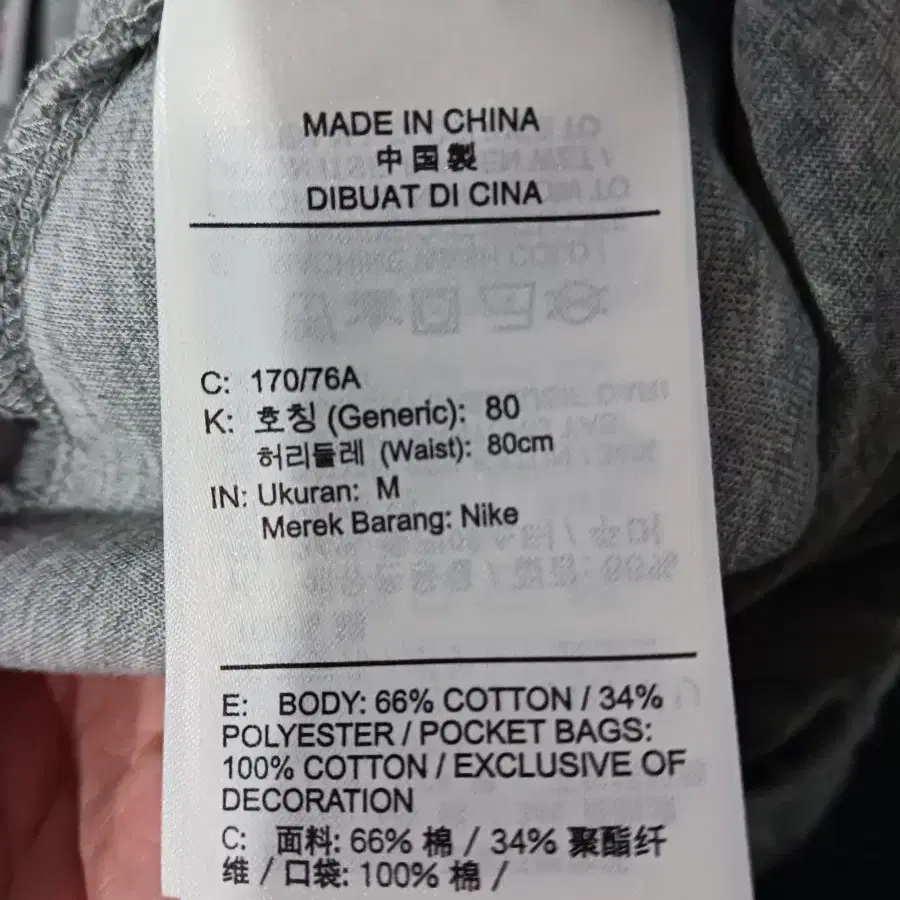 MADE IN CHINA
中国製
DIBUAT DI CINA
C: 170/76A
K: 호칭 (Generic): 80
허리둘레 (Waist): 80cm
IN: Ukuran: M
Merek Barang: Nike
E: BODY: 66% COTTON / 34%
POLYESTER / POCKET BAGS:
100% COTTON / EXCLUSIVE OF
DECORATION
C: 面料: 66% 棉 / 34% 聚酯纤
维 / 口袋: 100% 棉 /